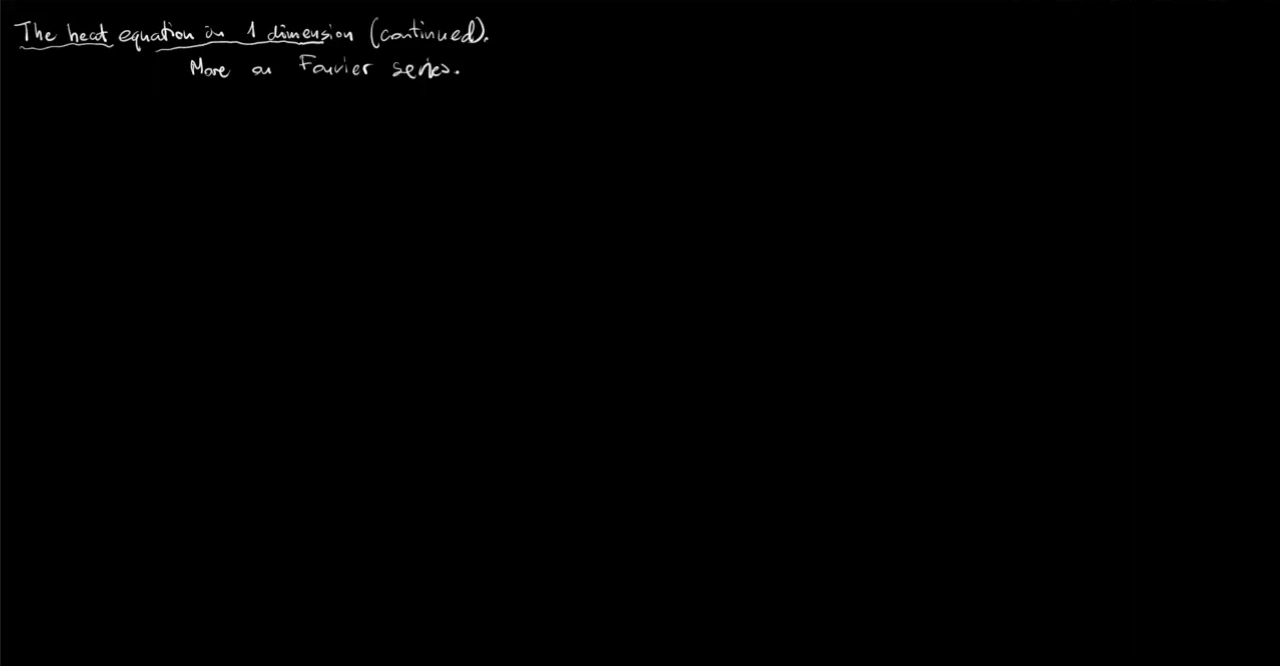 The heat equation in 1 dimension (continued).
More on Fourier series.